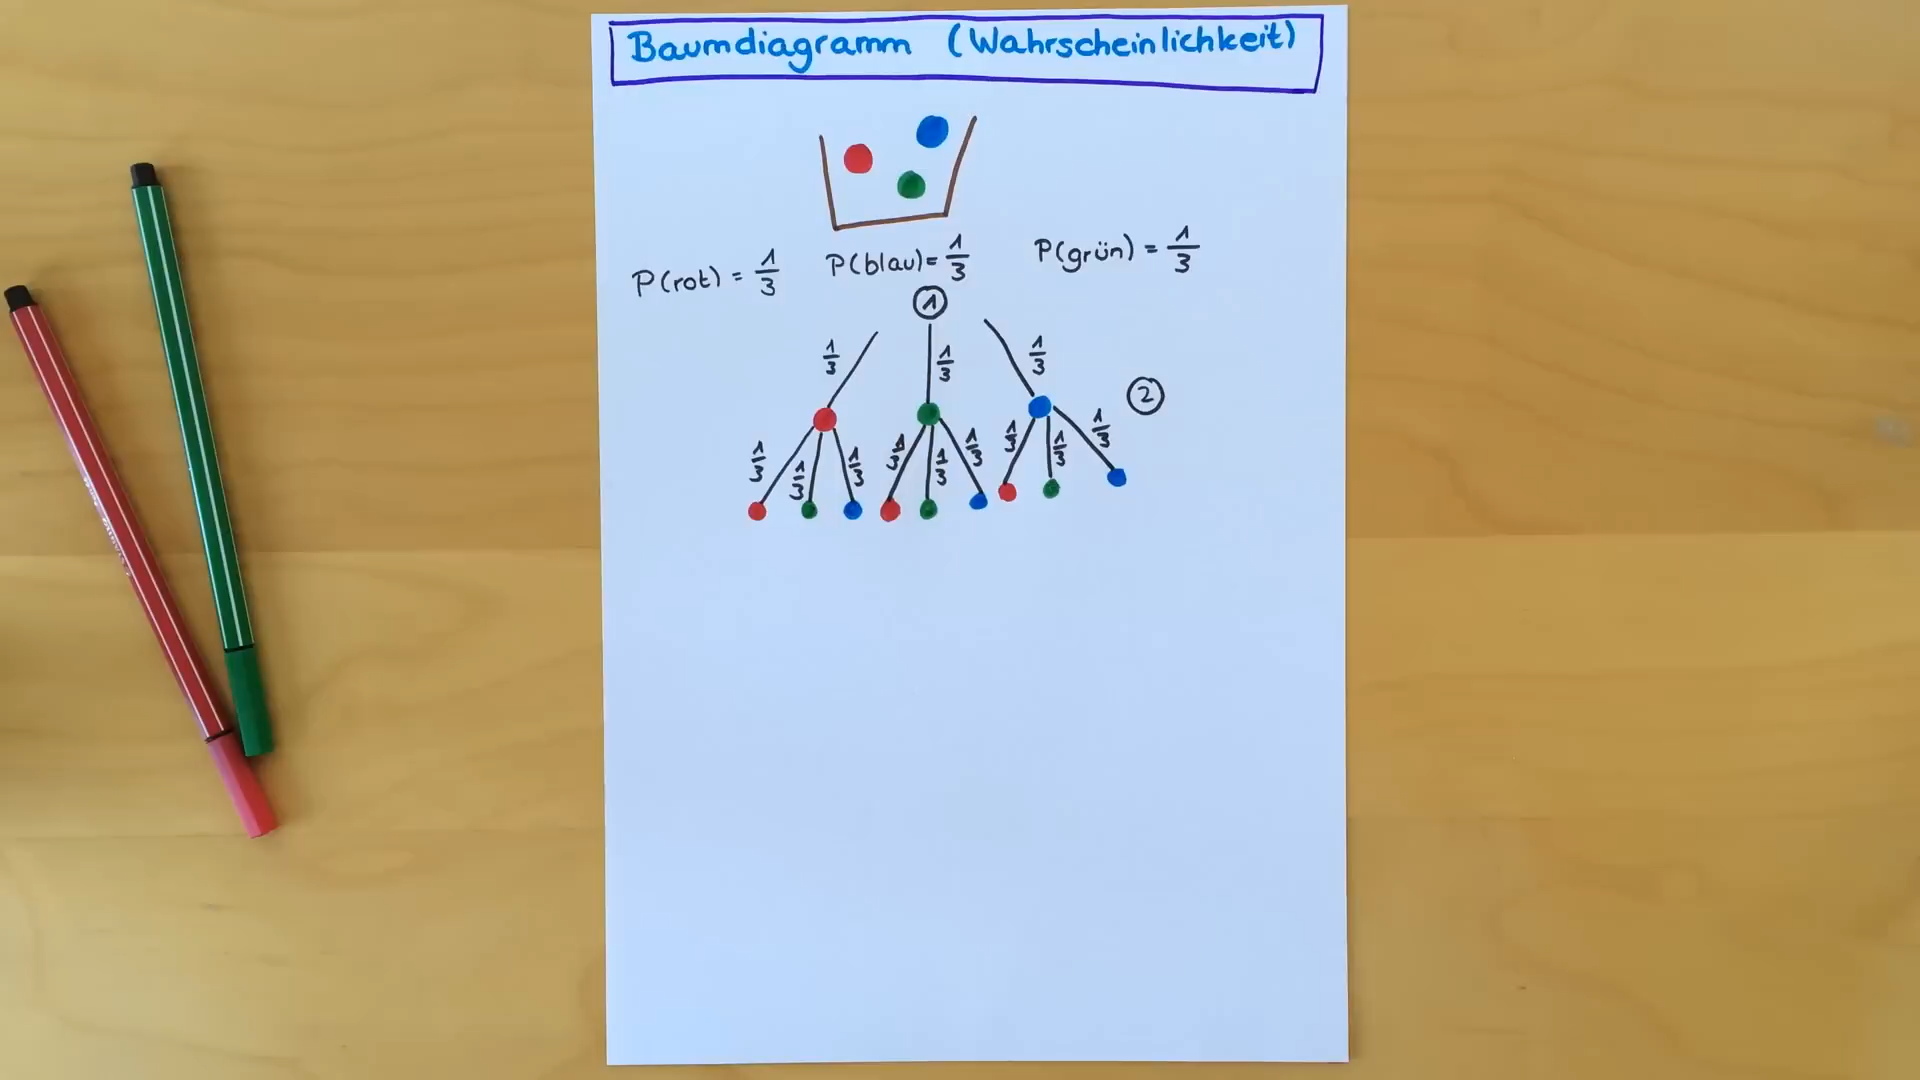 Baumdiagramm (Wahrscheinlichkeit)
P(rot) = 1/3 P(blau) = 1/3 P(grün) = 1/3
1
1/3 1/3 1/3
2
1/3 1/3 1/3 1/3 1/3 1/3 1/3 1/3 1/3